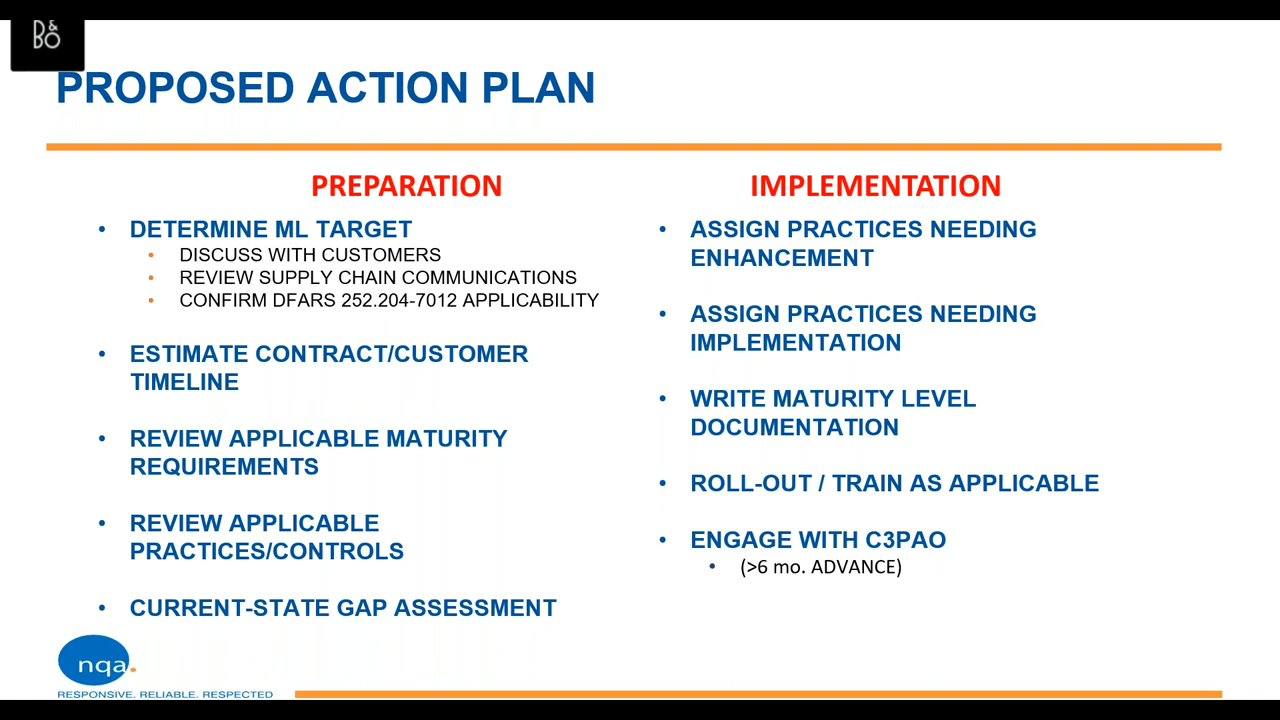 B&
BO
PROPOSED ACTION PLAN
PREPARATION
• DETERMINE ML TARGET
• DISCUSS WITH CUSTOMERS
• REVIEW SUPPLY CHAIN COMMUNICATIONS
• CONFIRM DFARS 252.204-7012 APPLICABILITY
• ESTIMATE CONTRACT/CUSTOMER
TIMELINE
• REVIEW APPLICABLE MATURITY
REQUIREMENTS
• REVIEW APPLICABLE
PRACTICES/CONTROLS
• CURRENT-STATE GAP ASSESSMENT
IMPLEMENTATION
• ASSIGN PRACTICES NEEDING
ENHANCEMENT
• ASSIGN PRACTICES NEEDING
IMPLEMENTATION
• WRITE MATURITY LEVEL
DOCUMENTATION
• ROLL-OUT / TRAIN AS APPLICABLE
• ENGAGE WITH C3PAO
• (>6 mo. ADVANCE)
nqa.
RESPONSIVE. RELIABLE. RESPECTED